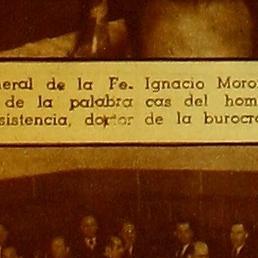 neral de la Fe. Ignacio Moro
de la palabra cas del hom
sistencia, doctor de la burocr